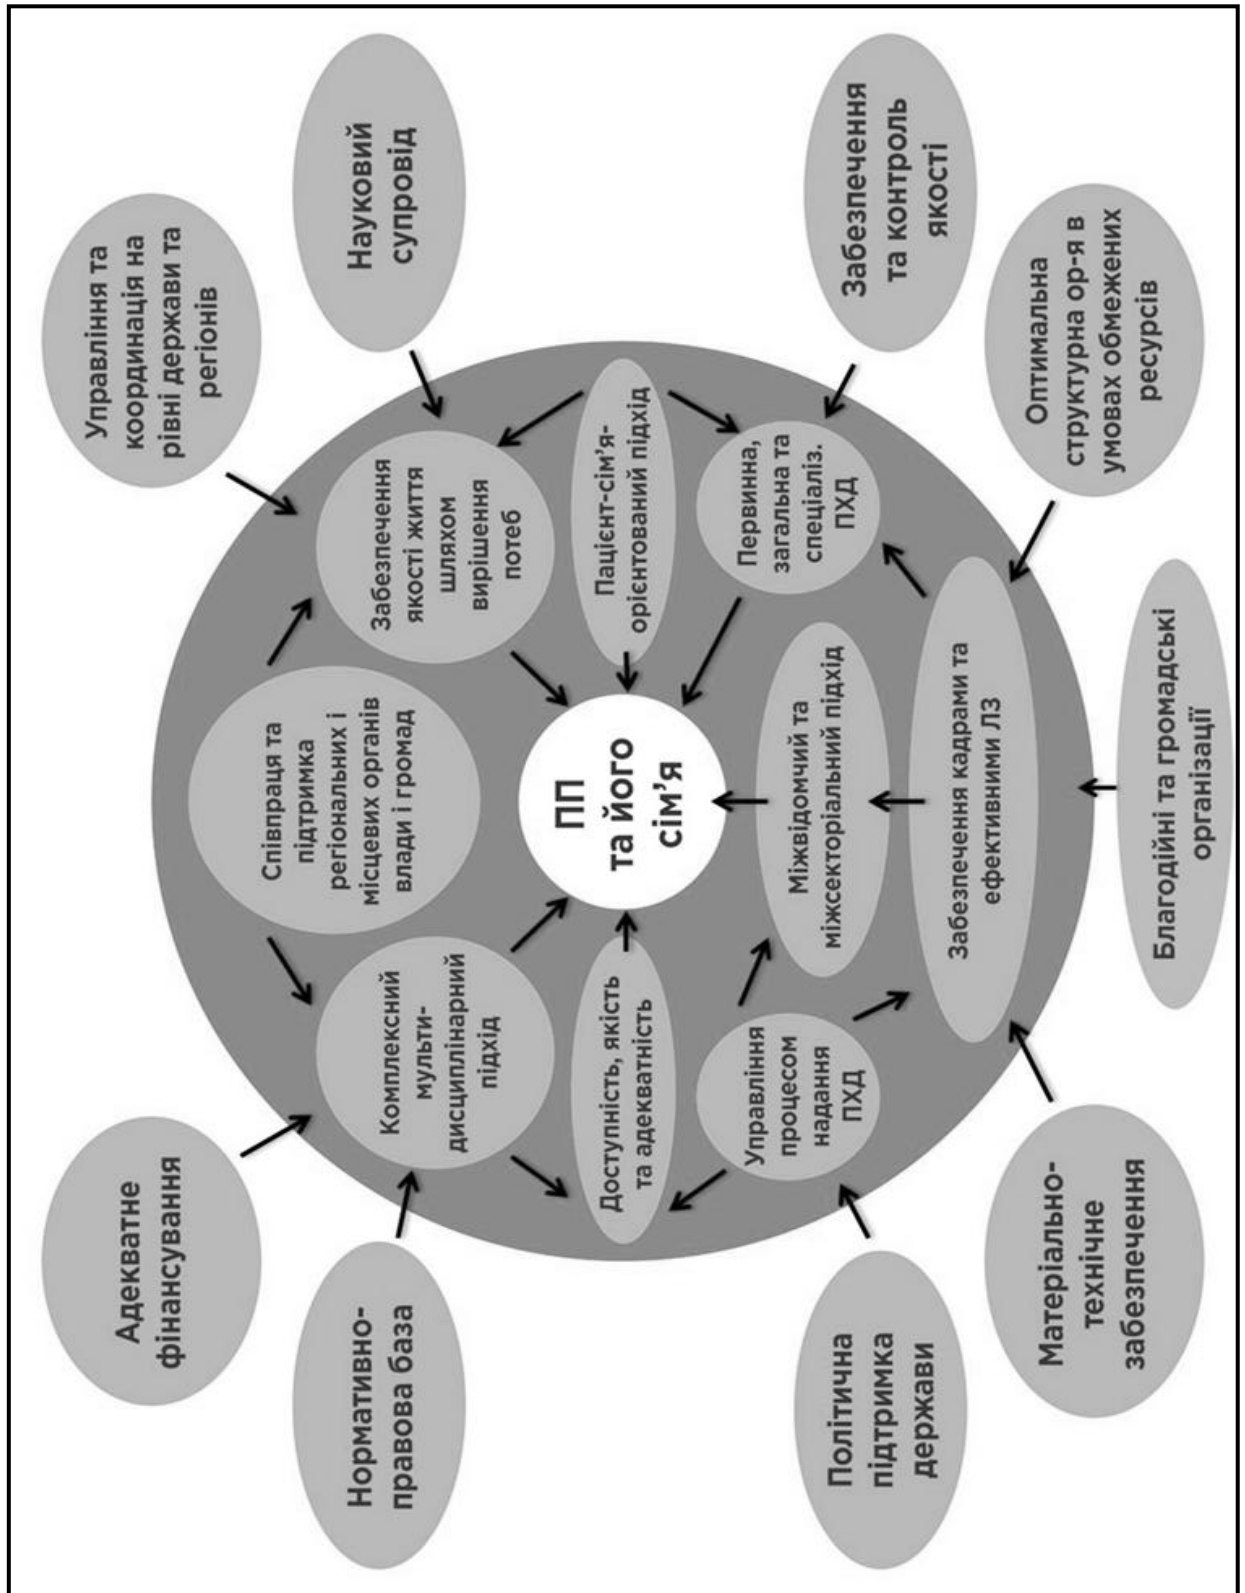 Адекватне
фінансування
Управління та
координація на
рівні держави та
регіонів
Нормативно-
правова база
Науковий
супровід
Співпраця та
підтримка
регіональних і
місцевих органів
влади і громад
Комплексний
мульти-
дисциплінарний
підхід
Забезпечення
якості життя
шляхом
вирішення
потреб
Доступність, якість
та адекватність
ПП
та його
сім’я
Пацієнт-сім’я-
орієнтований підхід
Управління
процесом
надання
ПХД
Міжвідомчий та
міжсекторіальний підхід
Первинна,
загальна та
спеціаліз.
ПХД
Політична
підтримка
держави
Забезпечення
та контроль
якості
Забезпечення кадрами та
ефективними ЛЗ
Матеріально-
технічне
забезпечення
Оптимальна
структурна ор-я в
умовах обмежених
ресурсів
Благодійні та громадські
організації